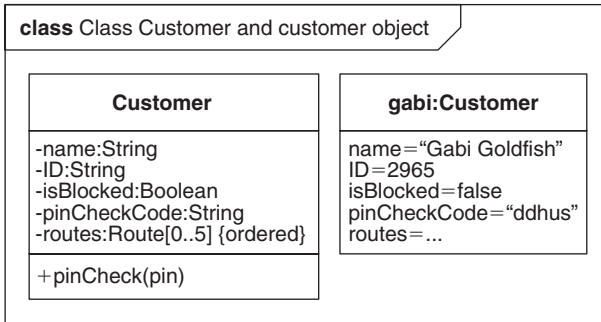 class Class Customer and customer object
Customer
-name:String
-ID:String
-isBlocked:Boolean
-pinCheckCode:String
-routes:Route[0..5] {ordered}
+pinCheck(pin)
gabi:Customer
name=“Gabi Goldfish”
ID=2965
isBlocked=false
pinCheckCode=“ddhus”
routes=...